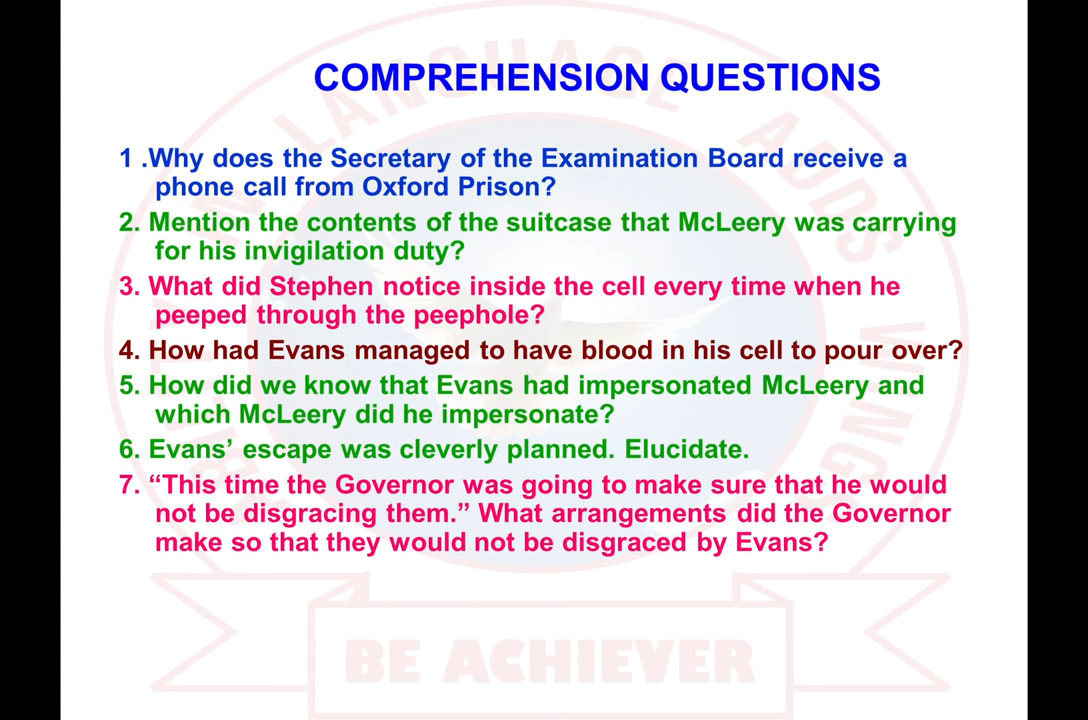 COMPREHENSION QUESTIONS
1 .Why does the Secretary of the Examination Board receive a
phone call from Oxford Prison?
2. Mention the contents of the suitcase that McLeery was carrying
for his invigilation duty?
3. What did Stephen notice inside the cell every time when he
peeped through the peephole?
4. How had Evans managed to have blood in his cell to pour over?
5. How did we know that Evans had impersonated McLeery and
which McLeery did he impersonate?
6. Evans’ escape was cleverly planned. Elucidate.
7. “This time the Governor was going to make sure that he would
not be disgracing them.” What arrangements did the Governor
make so that they would not be disgraced by Evans?
LANGUAGE ADDS WINGS
BE ACHIEVER